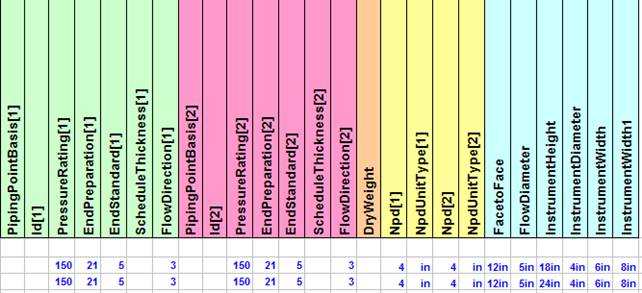 PipingPointBasis[1]
Id[1]
PressureRating[1]
EndPreparation[1]
EndStandard[1]
ScheduleThickness[1]
FlowDirection[1]
PipingPointBasis[2]
Id[2]
PressureRating[2]
EndPreparation[2]
EndStandard[2]
ScheduleThickness[2]
FlowDIrection[2]
DryWeight
Npd[1]
NpdUnitType[1]
Npd[2]
NpdUnitType[2]
FacetoFace
FlowDiameter
InstrumentHeight
InstrumentDiameter
InstrumentWidth
InstrumentWidth1
150 21 5 3 150 21 5 3 4 in 4 in 12in 5in 18in 4in 6in 8in
150 21 5 3 150 21 5 3 4 in 4 in 12in 5in 24in 4in 6in 8in